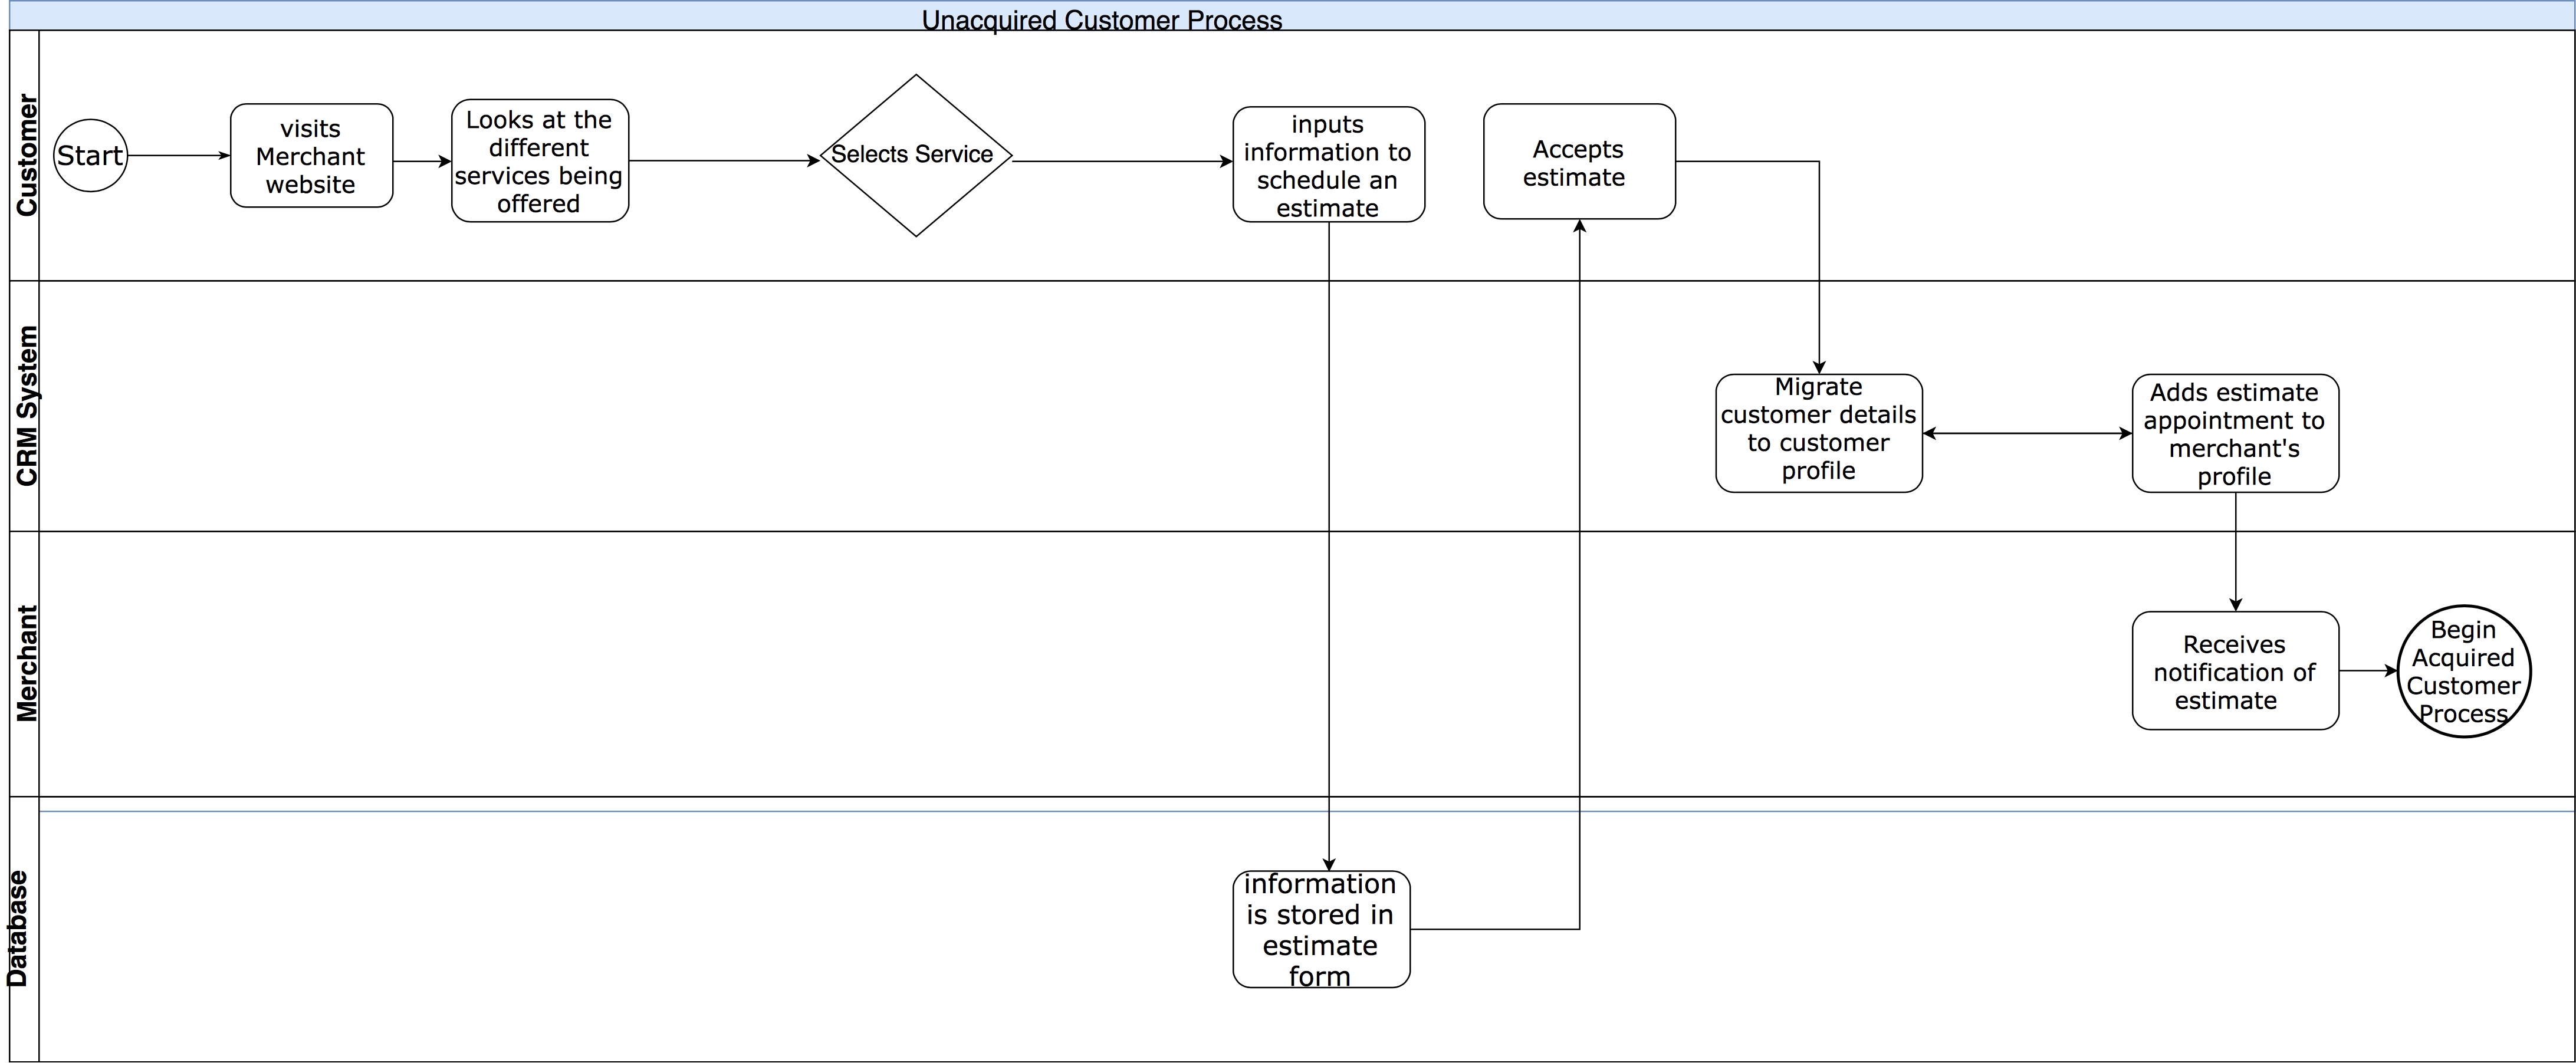 Unacquired Customer Process
Customer
Start
visits
Merchant
website
Looks at the
different
services being
offered
Selects Service
inputs
information to
schedule an
estimate
Accepts
estimate
CRM System
Migrate
customer details
to customer
profile
Adds estimate
appointment to
merchant's
profile
Merchant
Receives
notification of
estimate
Begin
Acquired
Customer
Process
Database
information
is stored in
estimate
form